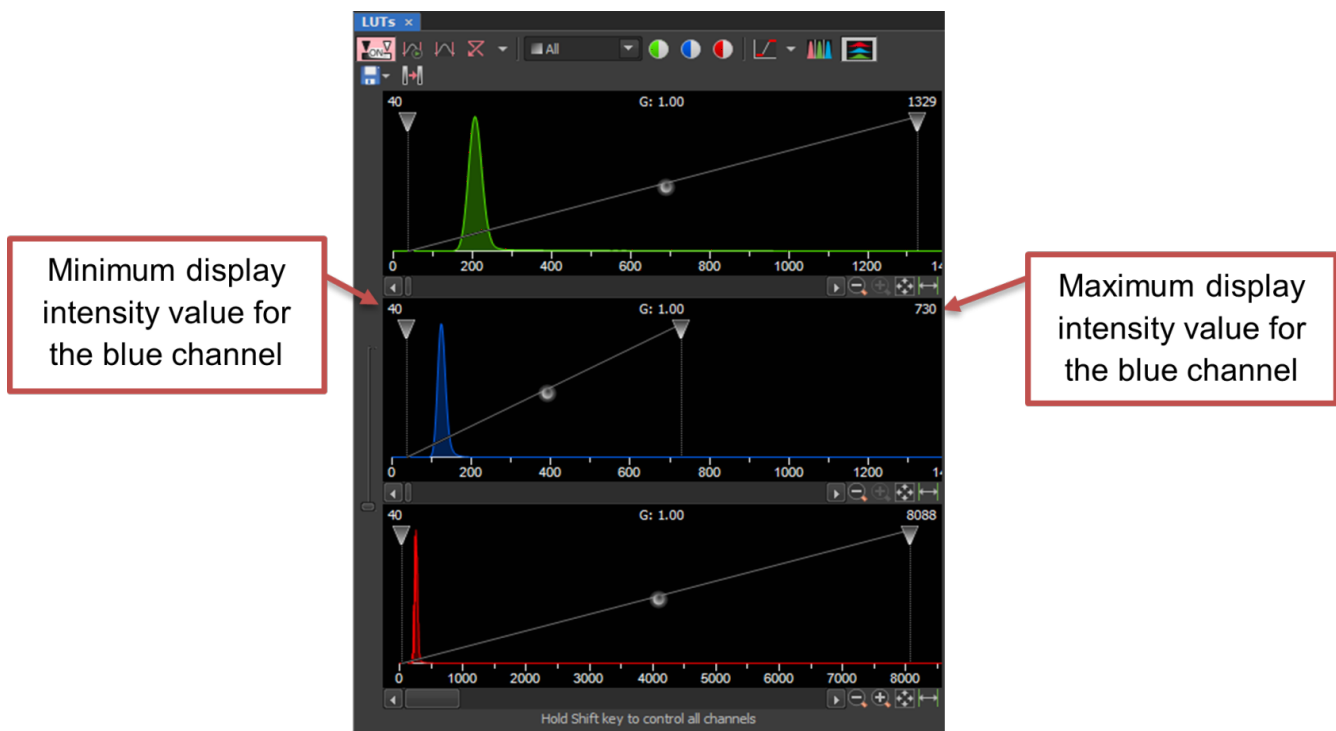 LUTs ×
ON
All
40 G: 1.00 1329
0 200 400 600 800 1000 1200 14
Minimum display
intensity value for
the blue channel
40 G: 1.00 730
0 200 400 600 800 1000 1200 14
Maximum display
intensity value for
the blue channel
40 G: 1.00 8088
0 1000 2000 3000 4000 5000 6000 7000 8000
Hold Shift key to control all channels